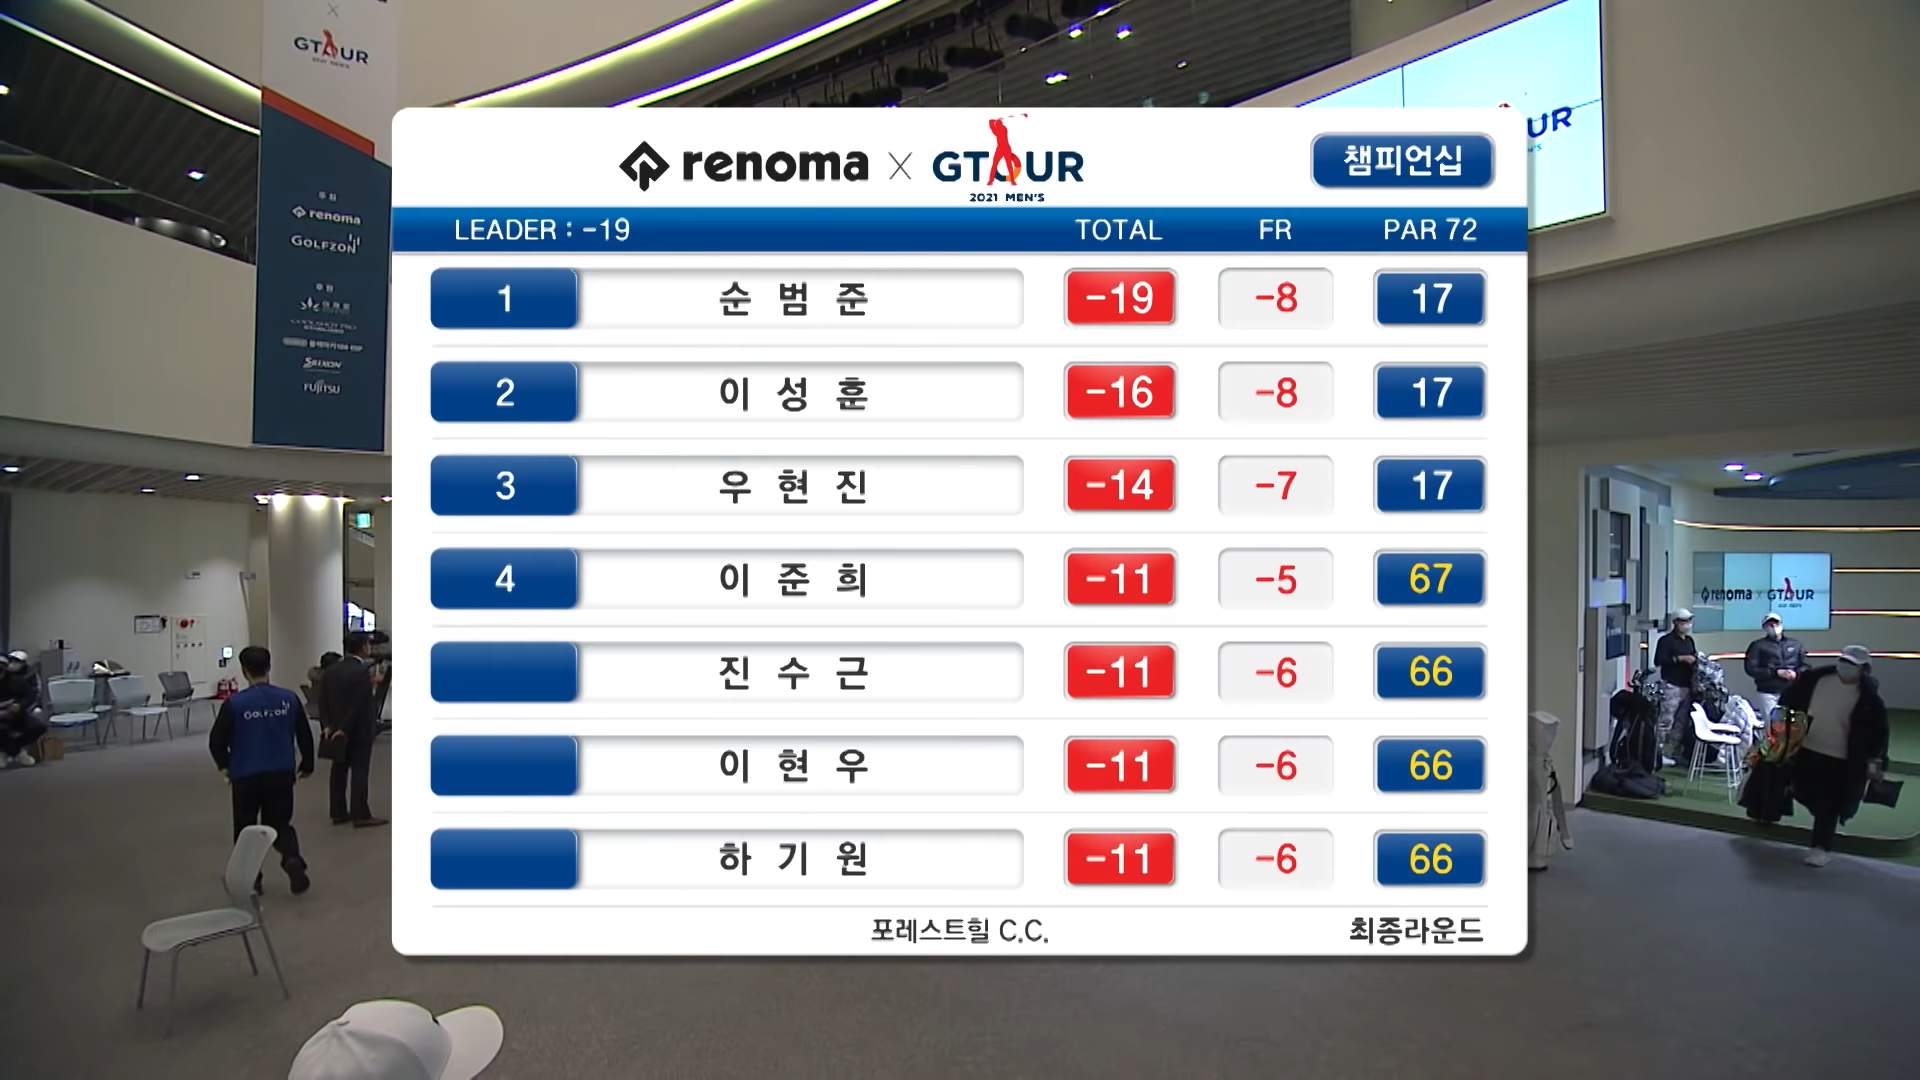 GTOUR
renoma
GOLFZON
SRIXON
FUJITSU
renoma X GTOUR
2021 MEN'S
챔피언십
LEADER : -19 TOTAL FR PAR 72
1 순범준 -19 -8 17
2 이성훈 -16 -8 17
3 우현진 -14 -7 17
4 이준희 -11 -5 67
진수근 -11 -6 66
이현우 -11 -6 66
하기원 -11 -6 66
포레스트힐 C.C. 최종라운드
UR
GOLFZON
renoma x GTOUR